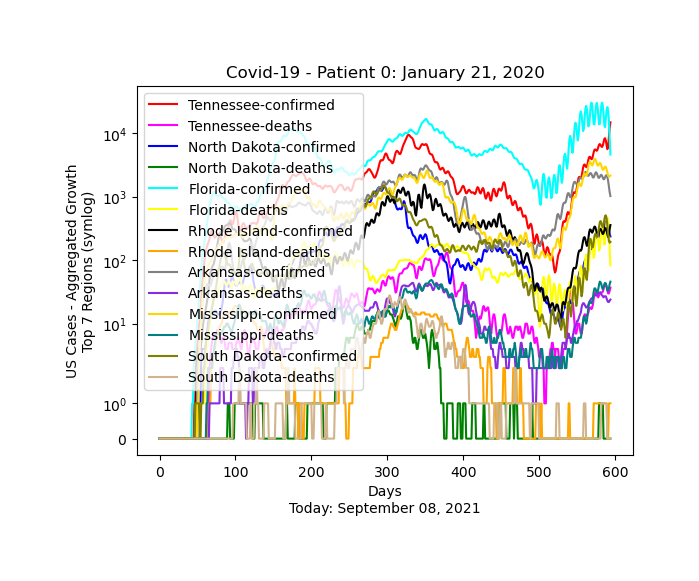 Covid-19 - Patient 0: January 21, 2020
US Cases - Aggregated Growth
Top 7 Regions (symlog)
10^4
10^3
10^2
10^1
10^0
0
Tennessee-confirmed
Tennessee-deaths
North Dakota-confirmed
North Dakota-deaths
Florida-confirmed
Florida-deaths
Rhode Island-confirmed
Rhode Island-deaths
Arkansas-confirmed
Arkansas-deaths
Mississippi-confirmed
Mississippi-deaths
South Dakota-confirmed
South Dakota-deaths
0 100 200 300 400 500 600
Days
Today: September 08, 2021